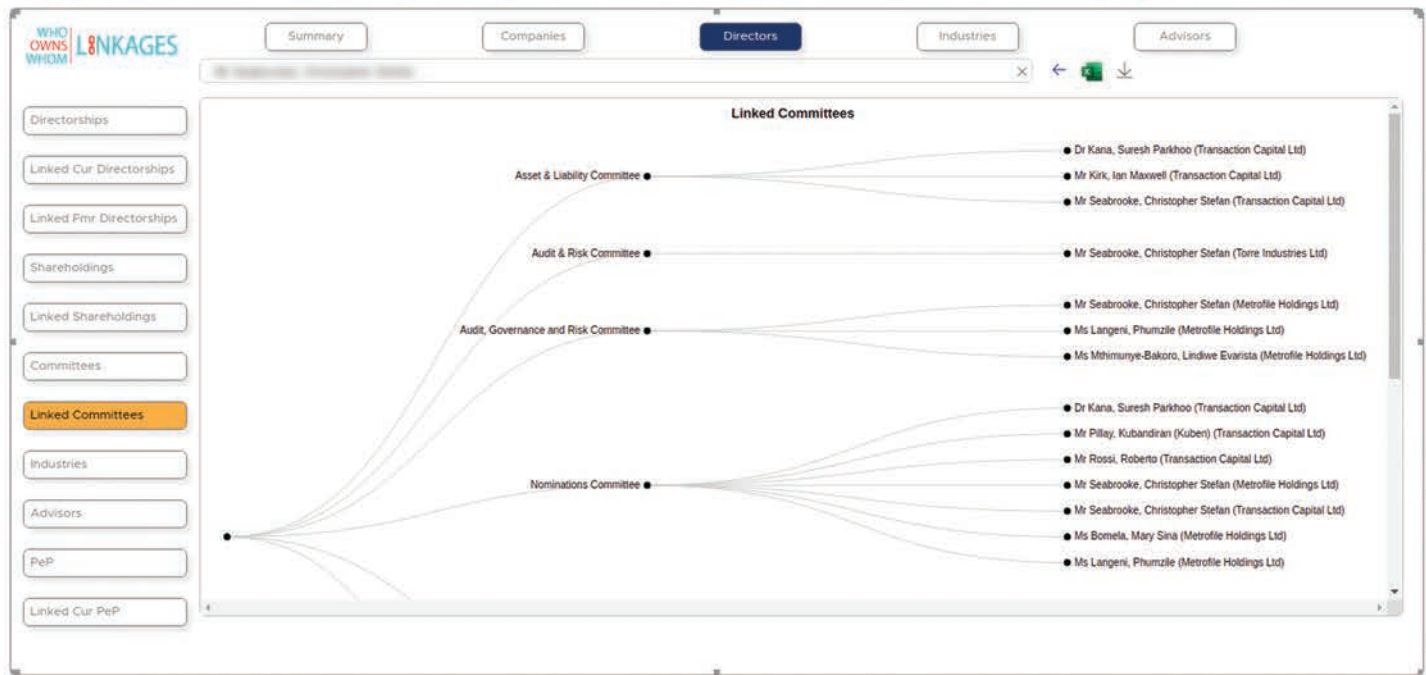 WHO
OWNS
WHOM
LINKAGES
Summary
Companies
Directors
Industries
Advisors
Directorships
Linked Cur Directorships
Linked Fmr Directorships
Shareholdings
Linked Shareholdings
Committees
Linked Committees
Industries
Advisors
PeP
Linked Cur PeP
Linked Committees
Asset & Liability Committee
Dr Kana, Suresh Parkhoo (Transaction Capital Ltd)
Mr Kirk, Ian Maxwell (Transaction Capital Ltd)
Mr Seabrooke, Christopher Stefan (Transaction Capital Ltd)
Audit & Risk Committee
Mr Seabrooke, Christopher Stefan (Torre Industries Ltd)
Audit, Governance and Risk Committee
Mr Seabrooke, Christopher Stefan (Metrofile Holdings Ltd)
Ms Langeni, Phumzile (Metrofile Holdings Ltd)
Ms Mthimunye-Bakoro, Lindiwe Evarista (Metrofile Holdings Ltd)
Nominations Committee
Dr Kana, Suresh Parkhoo (Transaction Capital Ltd)
Mr Pillay, Kubandiran (Kuben) (Transaction Capital Ltd)
Mr Rossi, Roberto (Transaction Capital Ltd)
Mr Seabrooke, Christopher Stefan (Metrofile Holdings Ltd)
Mr Seabrooke, Christopher Stefan (Transaction Capital Ltd)
Ms Bomela, Mary Sina (Metrofile Holdings Ltd)
Ms Langeni, Phumzile (Metrofile Holdings Ltd)